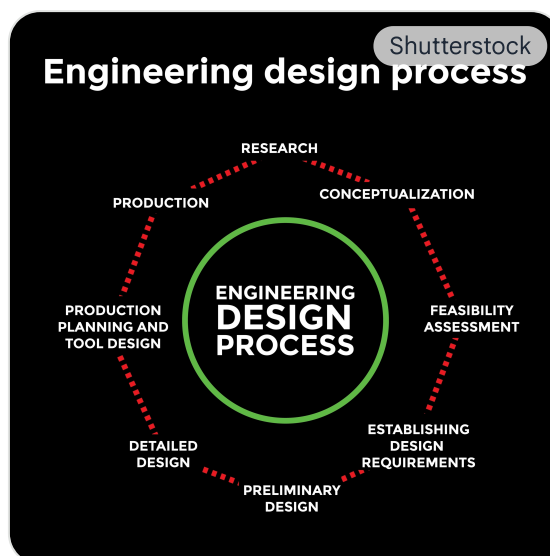 Shutterstock
Engineering design process
RESEARCH
CONCEPTUALIZATION
FEASIBILITY
ASSESSMENT
ESTABLISHING
DESIGN
REQUIREMENTS
PRELIMINARY
DESIGN
DETAILED
DESIGN
PRODUCTION
PLANNING AND
TOOL DESIGN
PRODUCTION
ENGINEERING
DESIGN
PROCESS